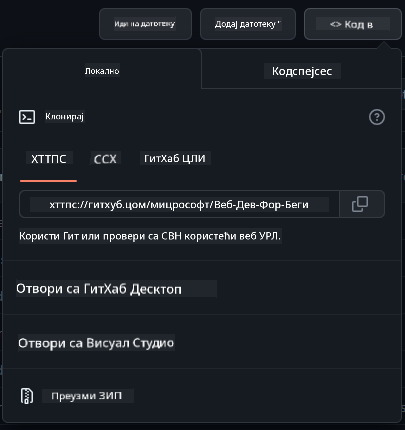 Иди на датотеку Додај датотеку <> Код в
Локално Кодспејсес
Клонирај
ХТТПС ССХ ГитХаб ЦЛИ
хттпс://гитхуб.цом/мицрософт/Веб-Дев-Фор-Беги
Користи Гит или провери са СВН користећи веб УРЛ.
Отвори са ГитХаб Десктоп
Отвори са Висуал Студио
Преузми ЗИП